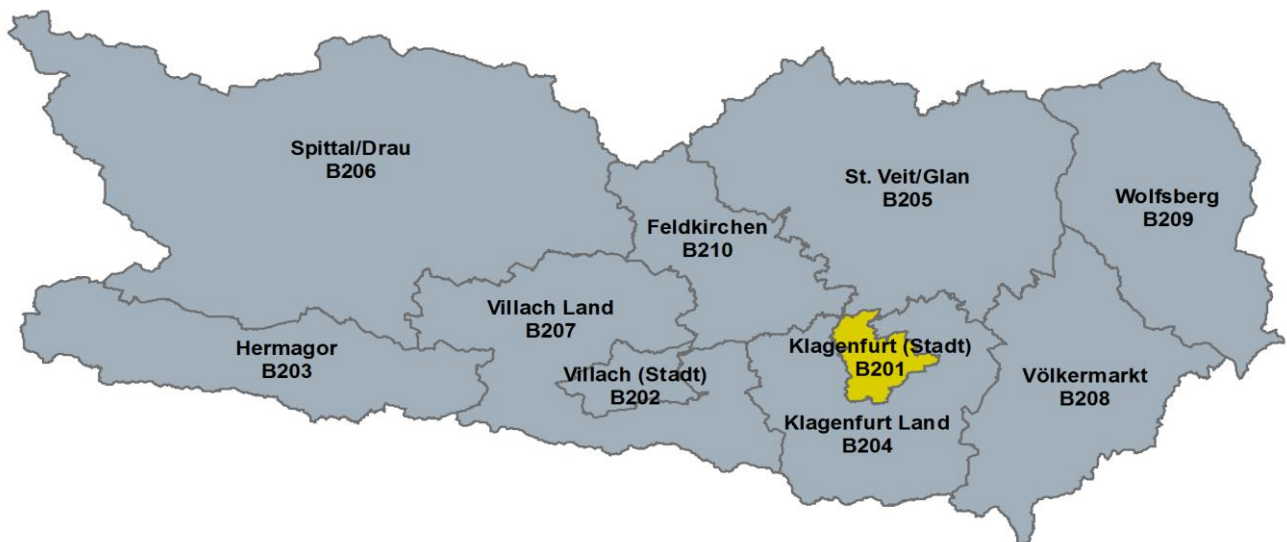 Spittal/Drau
B206
St. Veit/Glan
B205
Wolfsberg
B209
Feldkirchen
B210
Villach Land
B207
Hermagor
B203
Klagenfurt (Stadt)
B201
Villach (Stadt)
B202
Völkermarkt
B208
Klagenfurt Land
B204